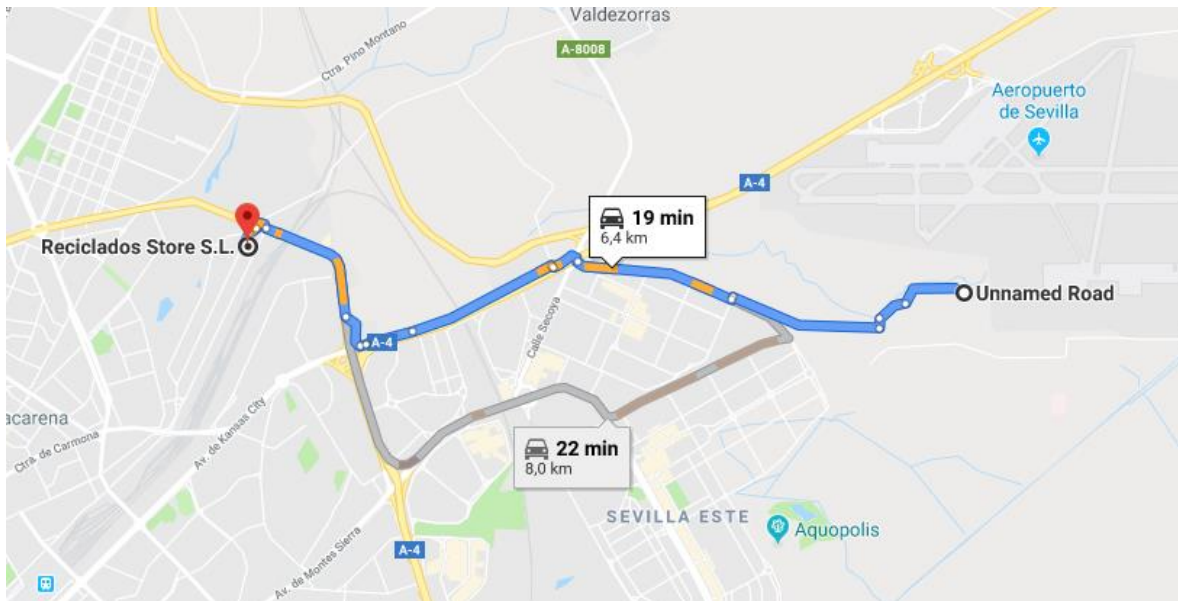 Valdezorras
A-8008
Ctra. Pino Montano
Aeropuerto
de Sevilla
A-4
19 min
6,4 km
Reciclados Store S.L.
Unnamed Road
Calle Secoya
A-4
acarena
Av. de Kansas City
Ctra. de Carmona
22 min
8,0 km
SEVILLA ESTE
Aquopolis
A-4
Av. de Montes Sierra